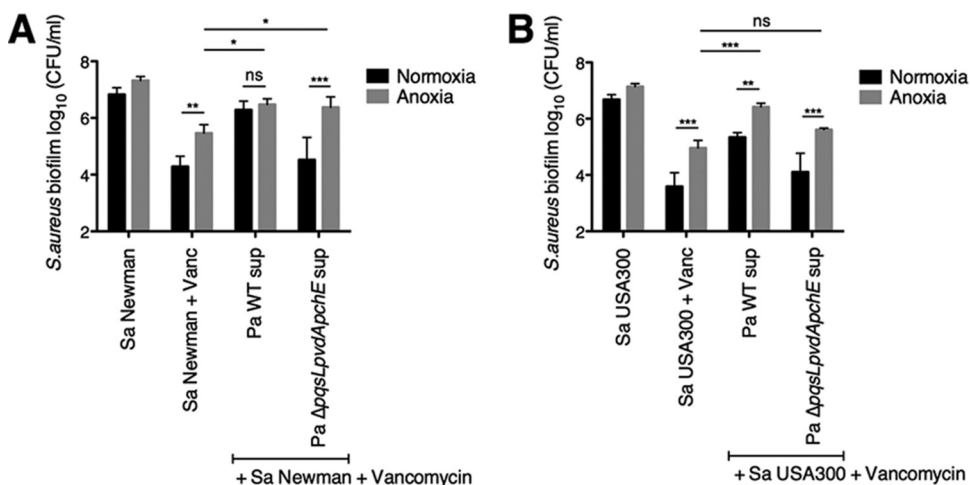 A
S.aureus biofilm log10 (CFU/ml)
8
6
4
2
*
*
ns
***
**
Normoxia
Anoxia
Sa Newman
Sa Newman + Vanc
Pa WT sup
Pa ΔpqsLpvdApchE sup
+ Sa Newman + Vancomycin
B
S.aureus biofilm log10 (CFU/ml)
8
6
4
2
ns
***
**
***
***
Normoxia
Anoxia
Sa USA300
Sa USA300 + Vanc
Pa WT sup
Pa ΔpqsLpvdApchE sup
+ Sa USA300 + Vancomycin